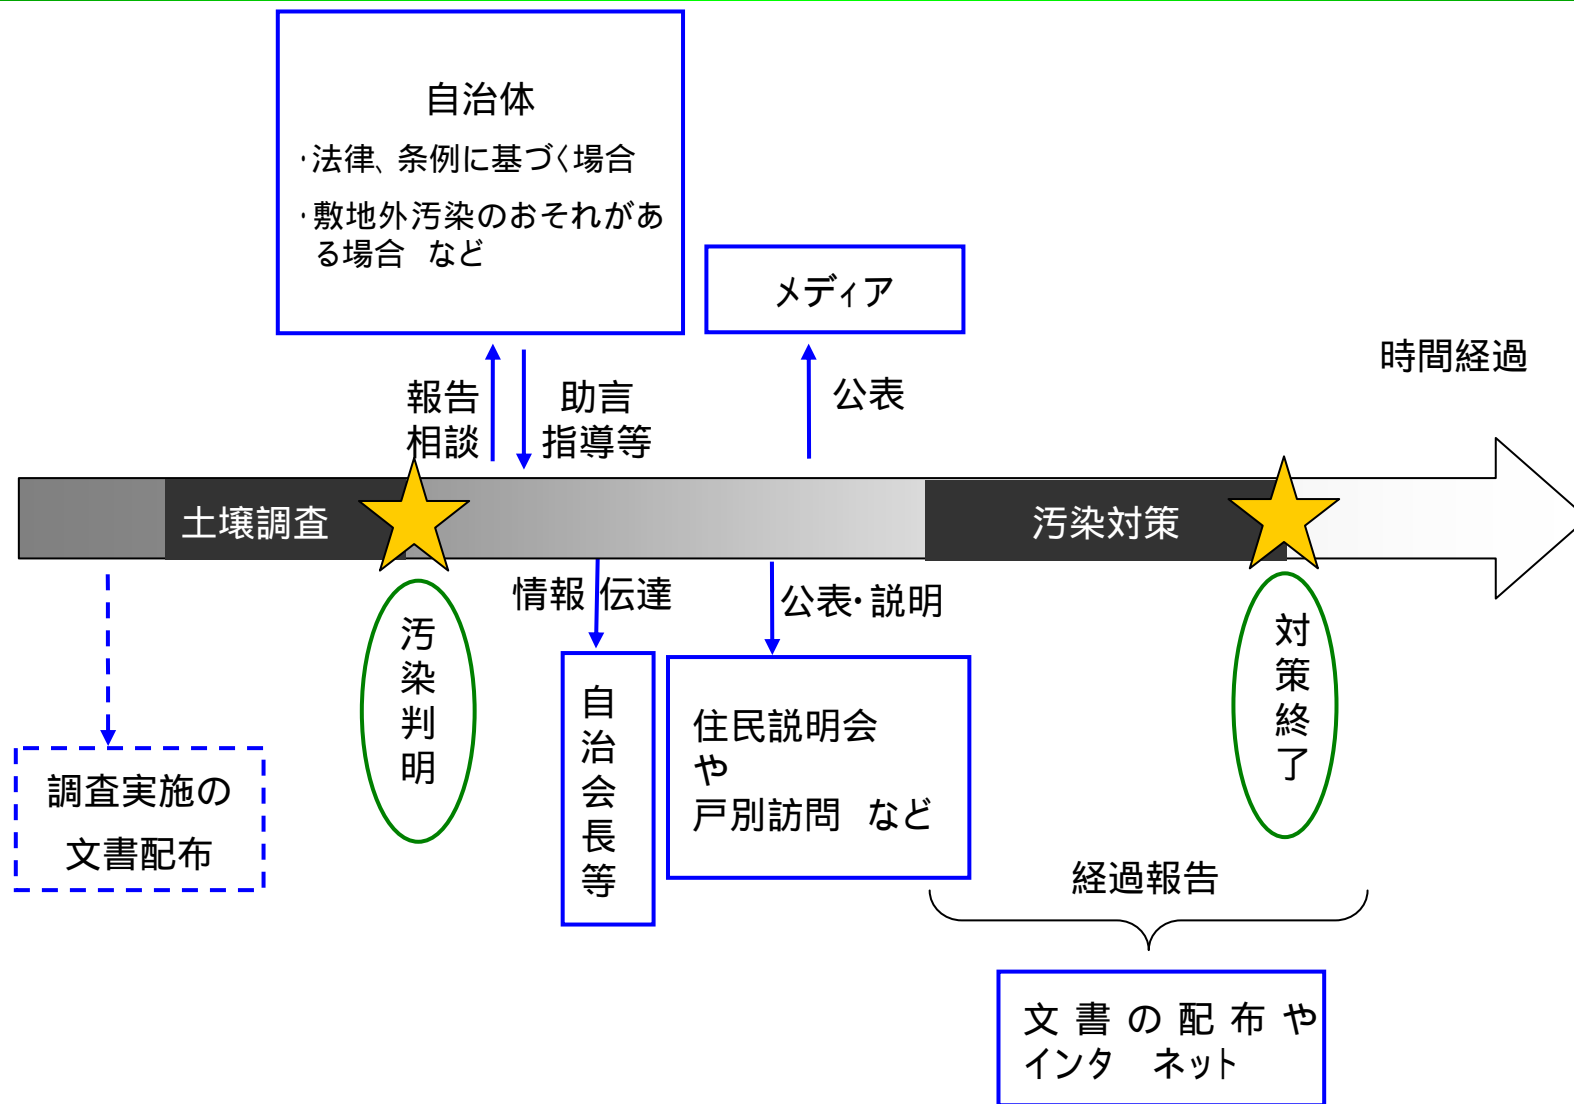 自治体
・法律、条例に基づく場合
・敷地外汚染のおそれがあ
る場合 など
メディア
時間経過
報告
相談
助言
指導等
公表
土壌調査
汚染対策
情報 伝達
公表・説明
汚染判明
対策終了
自治会長等
住民説明会
や
戸別訪問 など
調査実施の
文書配布
経過報告
文書の配布や
インタ ネット